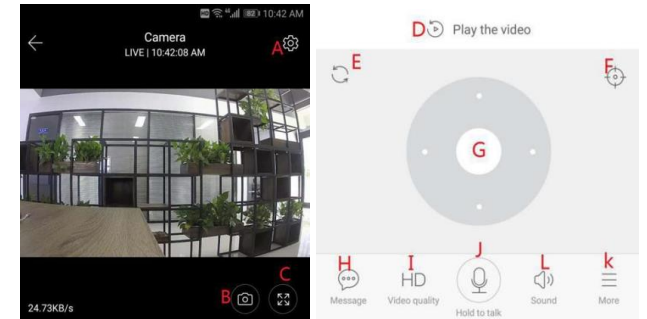 10:42 AM
Camera
LIVE | 10:42:08 AM
A
B
C
24.73KB/s
D Play the video
E
F
G
H
I
J
L
k
HD
Message
Video quality
Hold to talk
Sound
More